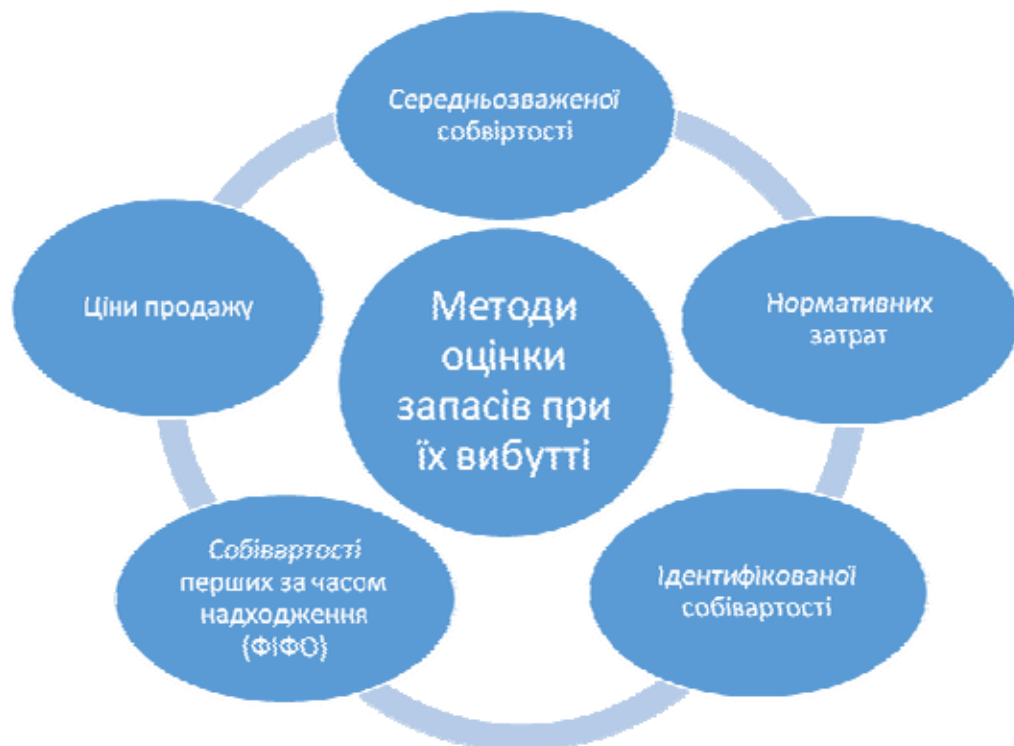 Середньозваженої
собвіртості
Ціни продажу
Методи
оцінки
запасів при
їх вибутті
Нормативних
затрат
Собівартості
перших за часом
надходження
(ФІФО)
Ідентифікованої
собівартості